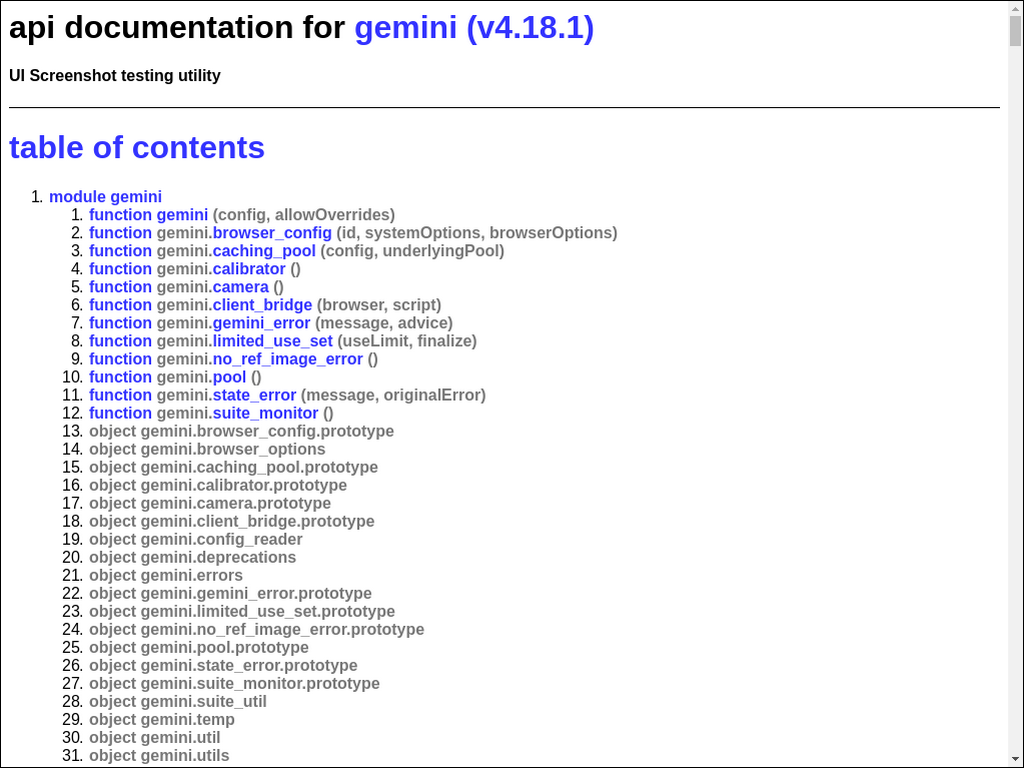 api documentation for gemini (v4.18.1)
UI Screenshot testing utility
table of contents
1. module gemini
1. function gemini (config, allowOverrides)
2. function gemini.browser_config (id, systemOptions, browserOptions)
3. function gemini.caching_pool (config, underlyingPool)
4. function gemini.calibrator ()
5. function gemini.camera ()
6. function gemini.client_bridge (browser, script)
7. function gemini.gemini_error (message, advice)
8. function gemini.limited_use_set (useLimit, finalize)
9. function gemini.no_ref_image_error ()
10. function gemini.pool ()
11. function gemini.state_error (message, originalError)
12. function gemini.suite_monitor ()
13. object gemini.browser_config.prototype
14. object gemini.browser_options
15. object gemini.caching_pool.prototype
16. object gemini.calibrator.prototype
17. object gemini.camera.prototype
18. object gemini.client_bridge.prototype
19. object gemini.config_reader
20. object gemini.deprecations
21. object gemini.errors
22. object gemini.gemini_error.prototype
23. object gemini.limited_use_set.prototype
24. object gemini.no_ref_image_error.prototype
25. object gemini.pool.prototype
26. object gemini.state_error.prototype
27. object gemini.suite_monitor.prototype
28. object gemini.suite_util
29. object gemini.temp
30. object gemini.util
31. object gemini.utils